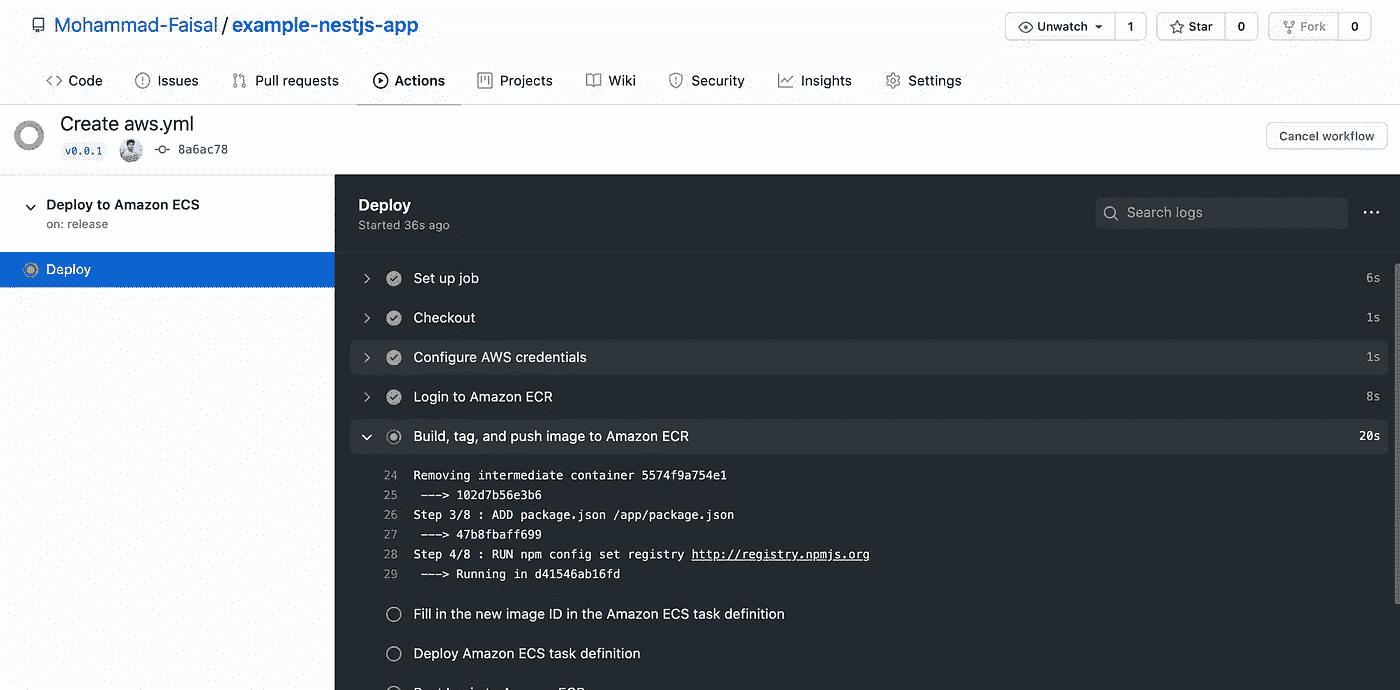 Mohammad-Faisal / example-nestjs-app
Unwatch 1 Star 0 Fork 0
Code Issues Pull requests Actions Projects Wiki Security Insights Settings
Create aws.yml
v0.0.1 8a6ac78
Cancel workflow
Deploy to Amazon ECS
on: release
Deploy
Deploy
Started 36s ago
Search logs
Set up job 6s
Checkout 1s
Configure AWS credentials 1s
Login to Amazon ECR 8s
Build, tag, and push image to Amazon ECR 20s
24 Removing intermediate container 5574f9a754e1
25 ---> 102d7b56e3b6
26 Step 3/8 : ADD package.json /app/package.json
27 ---> 47b8fbaff699
28 Step 4/8 : RUN npm config set registry http://registry.npmjs.org
29 ---> Running in d41546ab16fd
Fill in the new image ID in the Amazon ECS task definition
Deploy Amazon ECS task definition